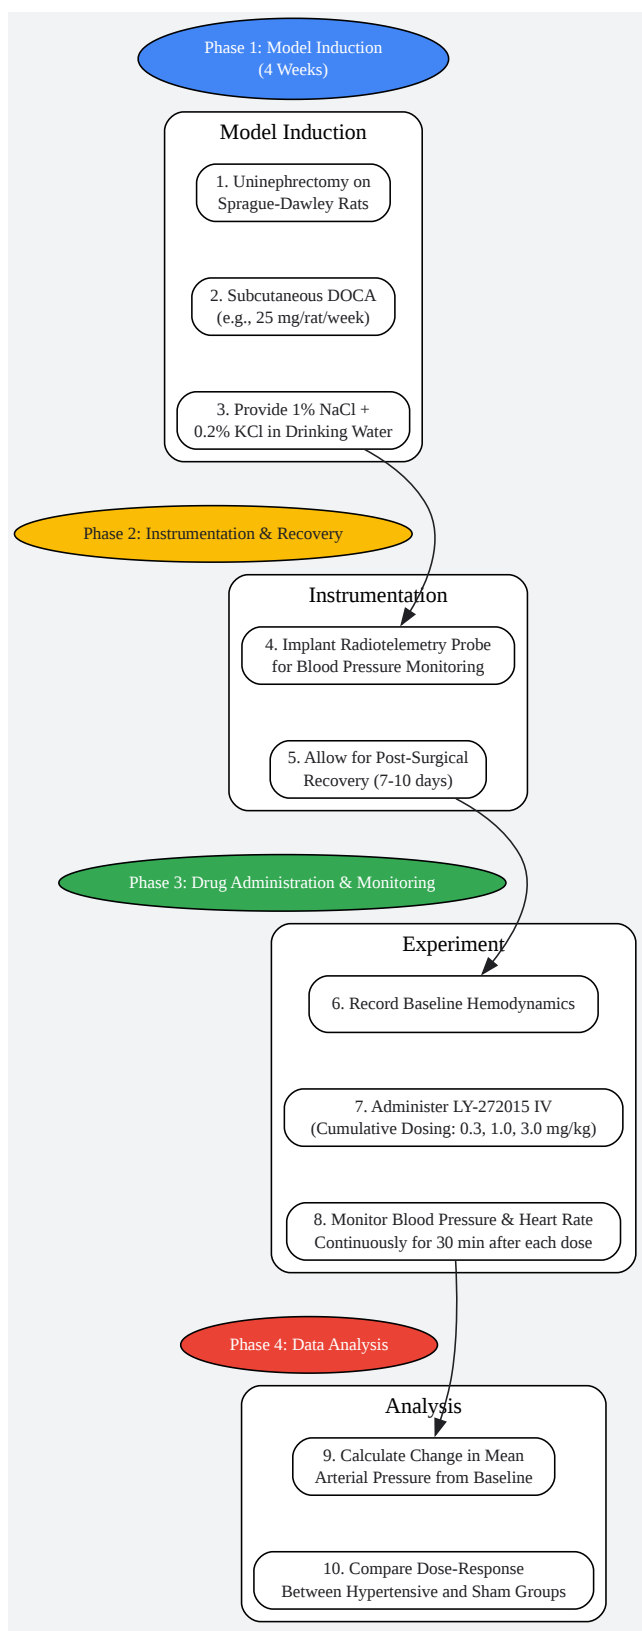 Phase 1: Model Induction
(4 Weeks)
Model Induction
1. Uninephrectomy on
Sprague-Dawley Rats
2. Subcutaneous DOCA
(e.g., 25 mg/rat/week)
3. Provide 1% NaCl +
0.2% KCl in Drinking Water
Phase 2: Instrumentation & Recovery
Instrumentation
4. Implant Radiotelemetry Probe
for Blood Pressure Monitoring
5. Allow for Post-Surgical
Recovery (7-10 days)
Phase 3: Drug Administration & Monitoring
Experiment
6. Record Baseline Hemodynamics
7. Administer LY-272015 IV
(Cumulative Dosing: 0.3, 1.0, 3.0 mg/kg)
8. Monitor Blood Pressure & Heart Rate
Continuously for 30 min after each dose
Phase 4: Data Analysis
Analysis
9. Calculate Change in Mean
Arterial Pressure from Baseline
10. Compare Dose-Response
Between Hypertensive and Sham Groups